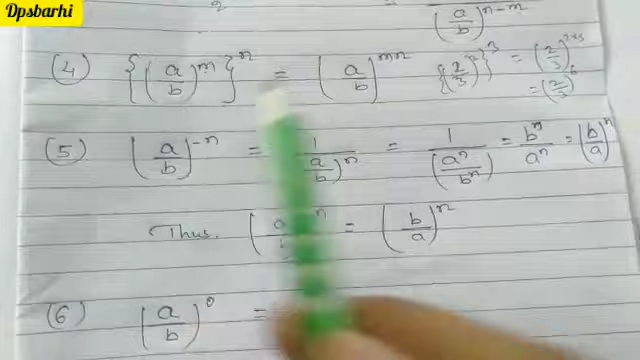 Dpsbarhi
(a/b)^{n-m}
(4) {(a/b)^m}^n = (a/b)^{mn} {(2/3)^2}^3 = (2/3)^{2×3}
= (2/3)^6
(5) (a/b)^{-n} = 1/(a/b)^n = 1/(a^n/b^n) = b^n/a^n = (b/a)^n
Thus. (a/ ^n = (b/a)^n
(6) (a/b)^0 =